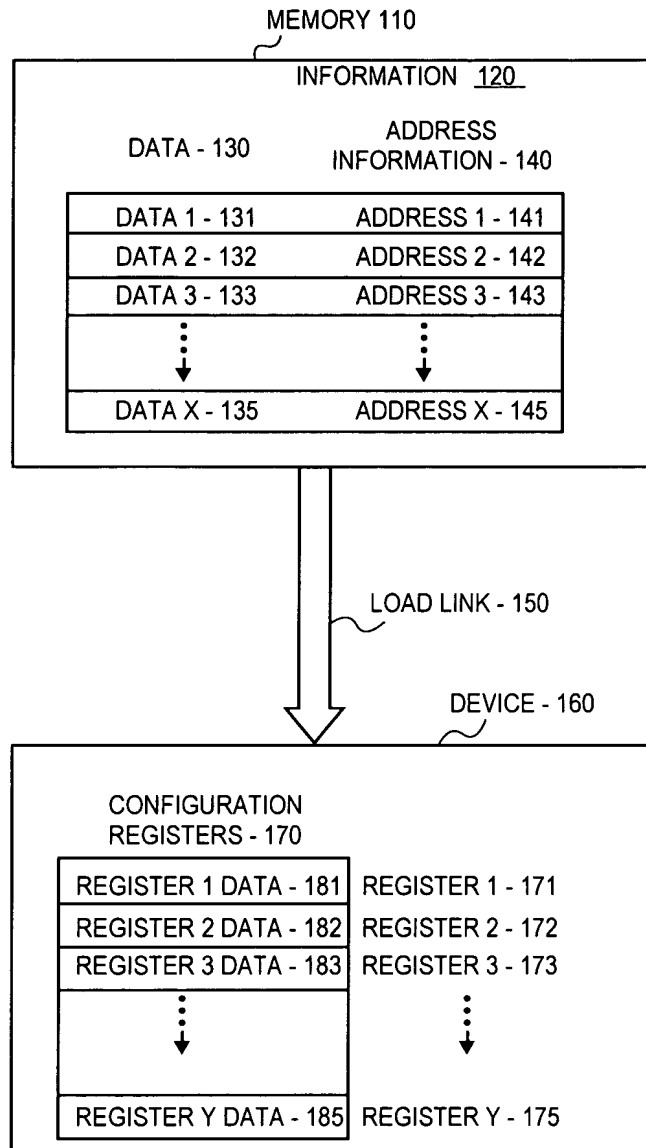 MEMORY 110
INFORMATION 120
DATA - 130
ADDRESS
INFORMATION - 140
DATA 1 - 131 ADDRESS 1 - 141
DATA 2 - 132 ADDRESS 2 - 142
DATA 3 - 133 ADDRESS 3 - 143
DATA X - 135 ADDRESS X - 145
LOAD LINK - 150
DEVICE - 160
CONFIGURATION
REGISTERS - 170
REGISTER 1 DATA - 181 REGISTER 1 - 171
REGISTER 2 DATA - 182 REGISTER 2 - 172
REGISTER 3 DATA - 183 REGISTER 3 - 173
REGISTER Y DATA - 185 REGISTER Y - 175